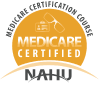 MEDICARE CERTIFICATION COURSE
MEDICARE
CERTIFIED
NAHU